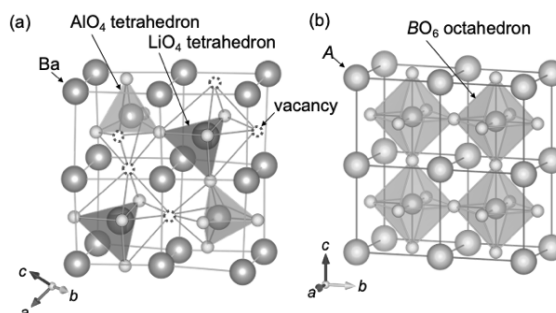 (a)
AlO4 tetrahedron
LiO4 tetrahedron
Ba
vacancy
c
b
a
(b)
BO6 octahedron
A
c
a
b